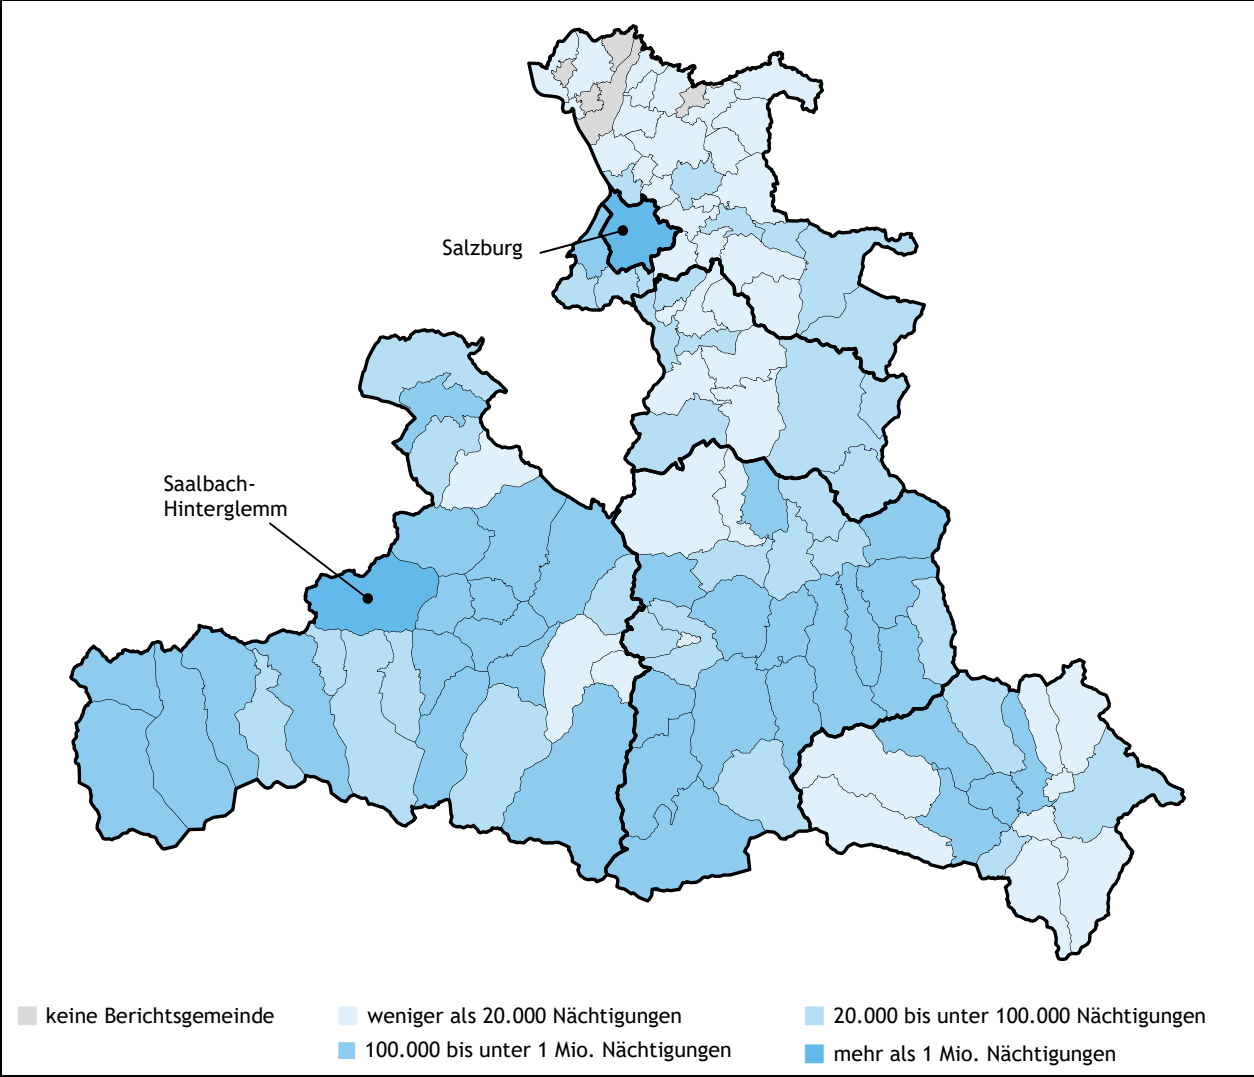 Salzburg
Saalbach-
Hinterglemm
keine Berichtsgemeinde
weniger als 20.000 Nächtigungen
20.000 bis unter 100.000 Nächtigungen
100.000 bis unter 1 Mio. Nächtigungen
mehr als 1 Mio. Nächtigungen